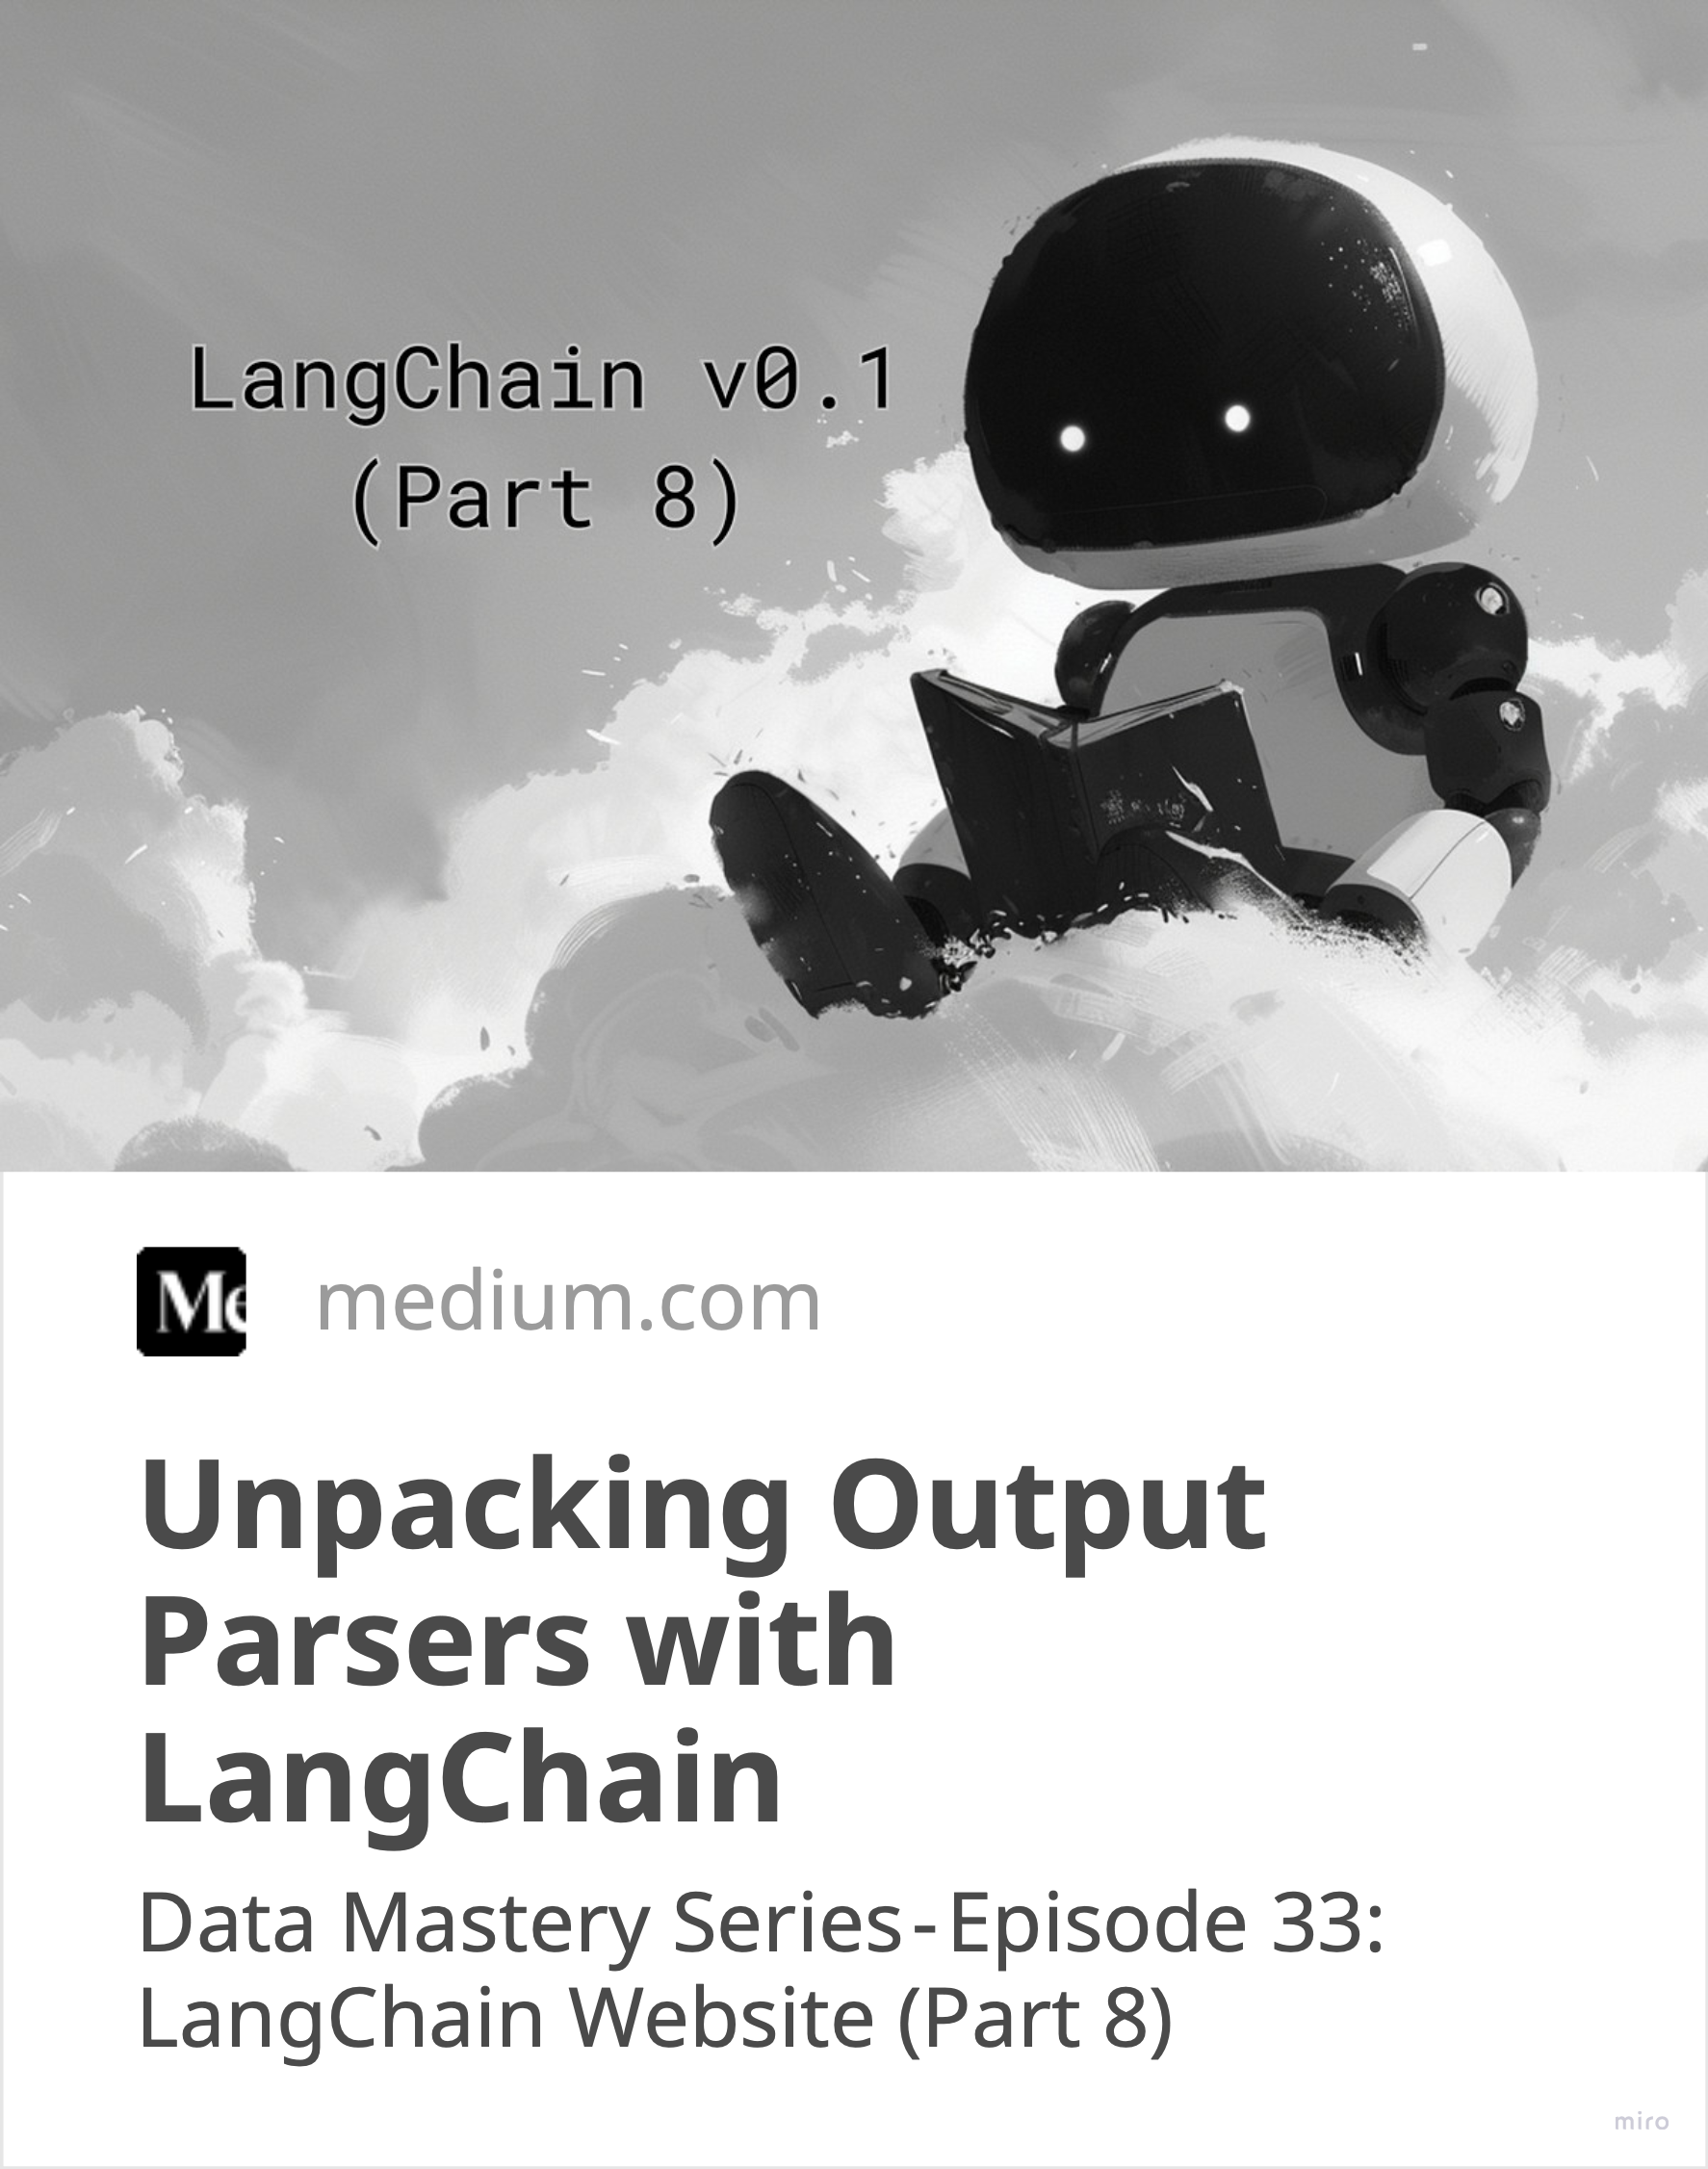 LangChain v0.1
(Part 8)
Me
medium.com
Unpacking Output
Parsers with
LangChain
Data Mastery Series - Episode 33:
LangChain Website (Part 8)
miro